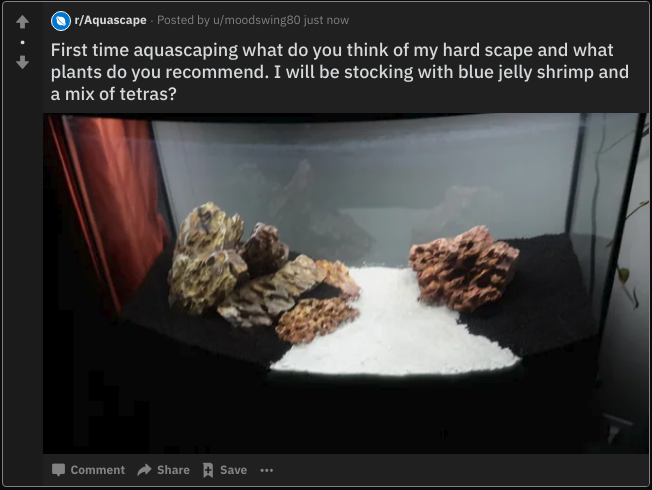 r/Aquascape · Posted by u/moodswing80 just now
First time aquascaping what do you think of my hard scape and what
plants do you recommend. I will be stocking with blue jelly shrimp and
a mix of tetras?
Comment Share Save